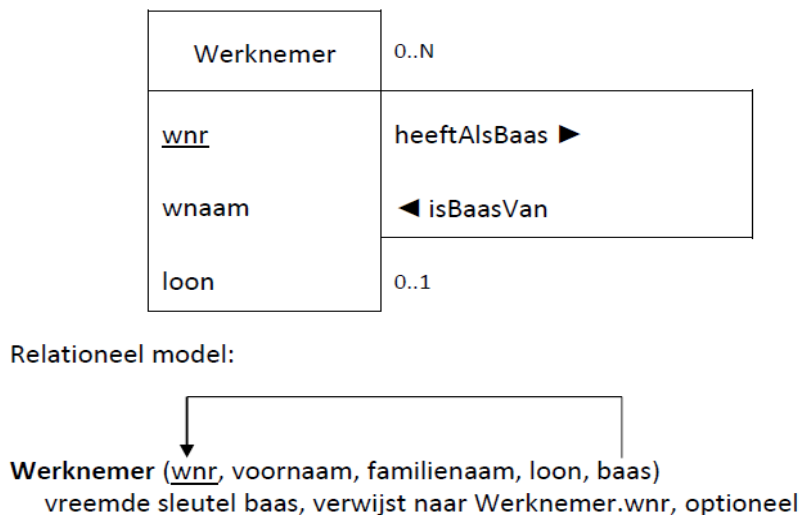 Werknemer 0..N
wnr heeftAlsBaas ►
wnaam ◄ isBaasVan
loon 0..1
Relationeel model:
Werknemer (wnr, voornaam, familienaam, loon, baas)
vreemde sleutel baas, verwijst naar Werknemer.wnr, optioneel